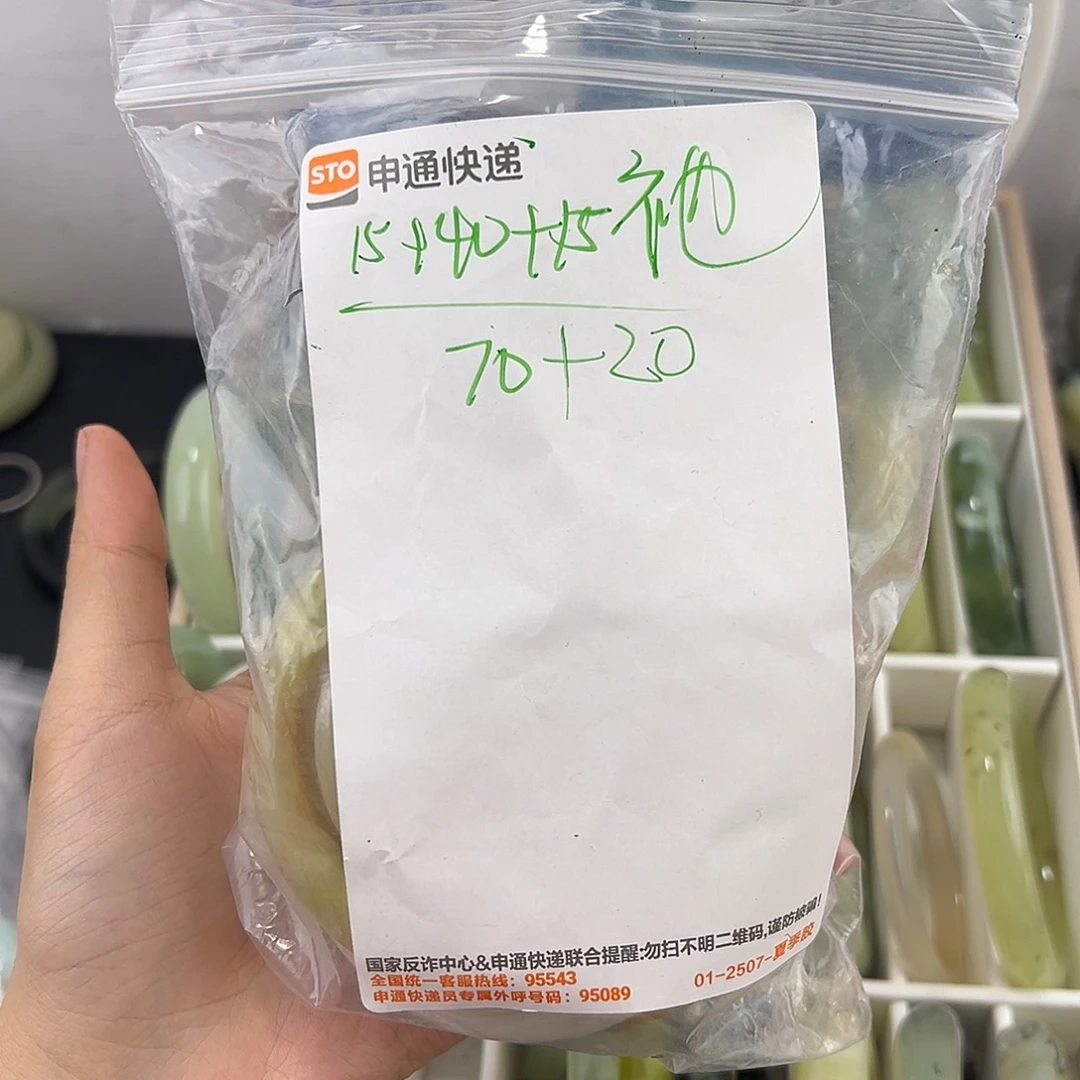 STO 申通快递
15+40+15
70+20
国家反诈中心&申通快递联合提醒:勿扫不明二维码,谨防被骗!
全国统一客服热线：95543
申通快递员专属外呼号码：95089
01-2507-夏季胶